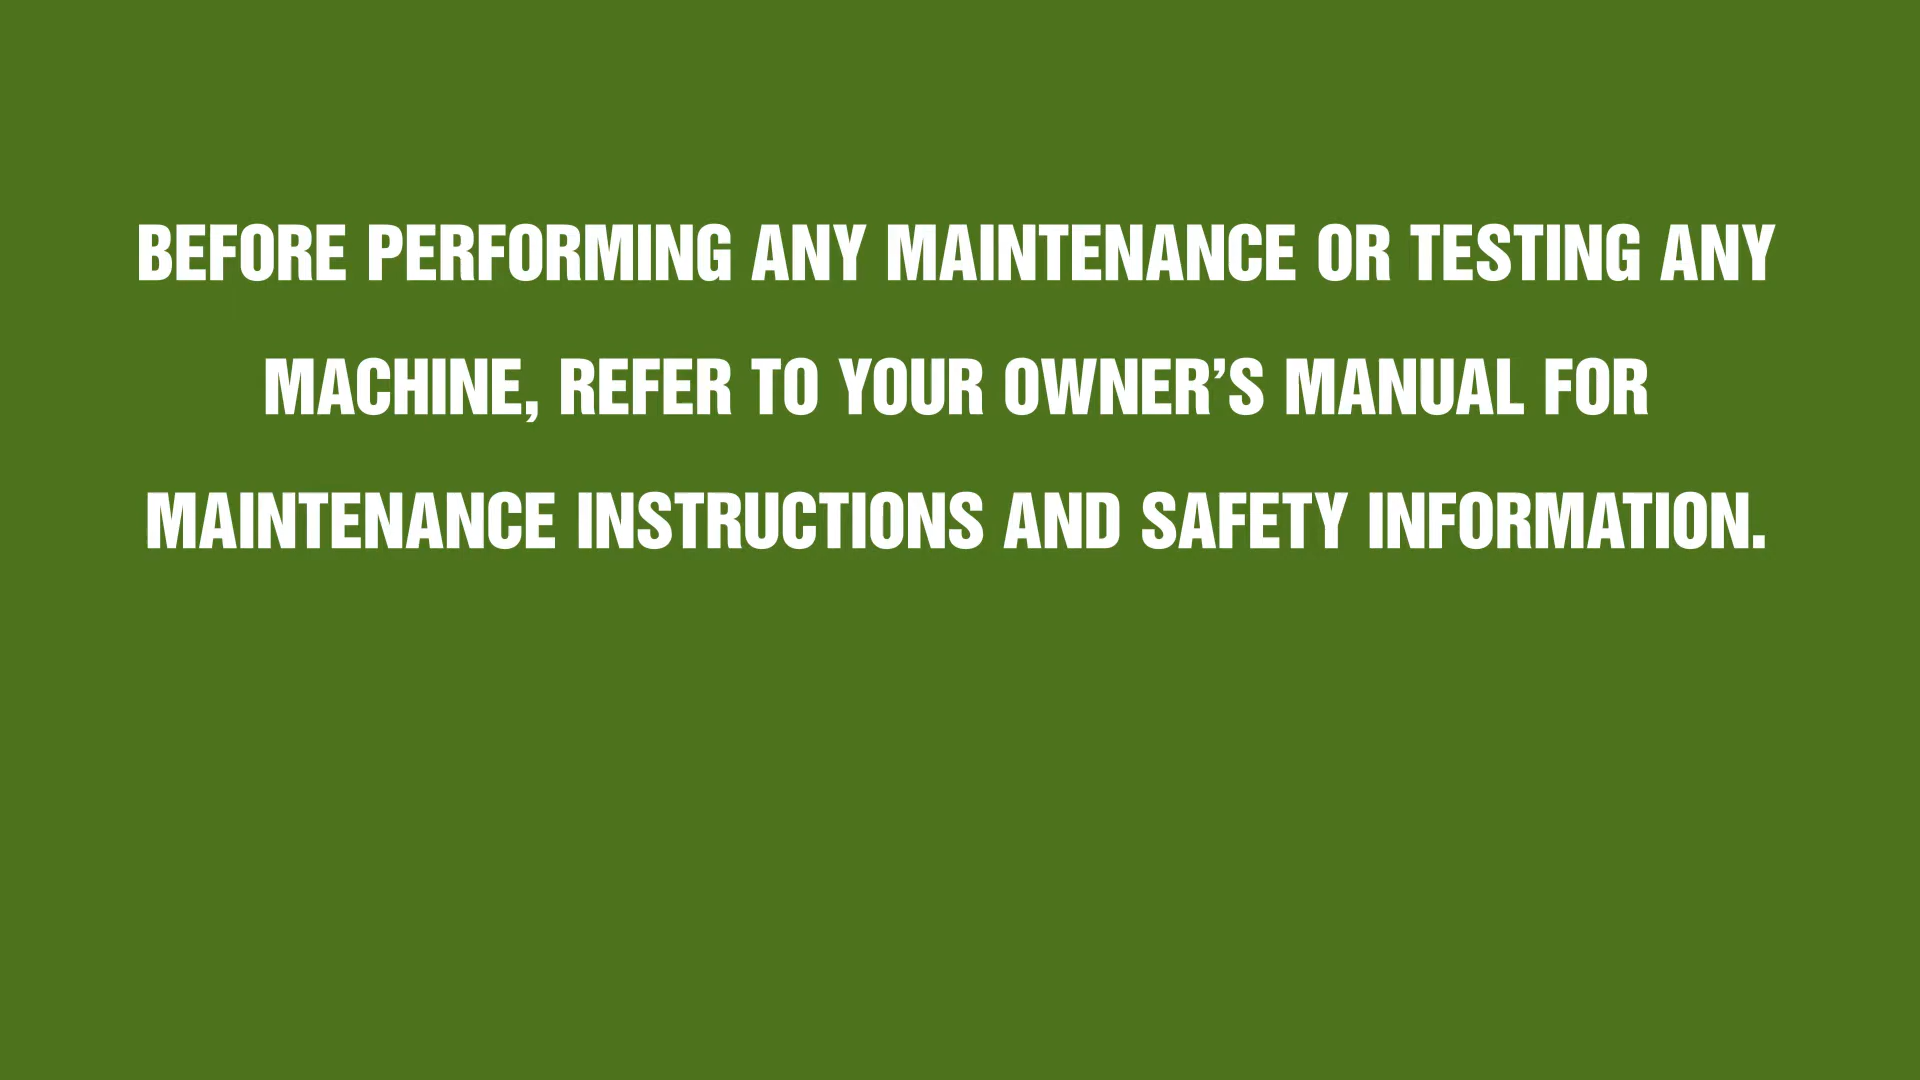 BEFORE PERFORMING ANY MAINTENANCE OR TESTING ANY
MACHINE, REFER TO YOUR OWNER’S MANUAL FOR
MAINTENANCE INSTRUCTIONS AND SAFETY INFORMATION.